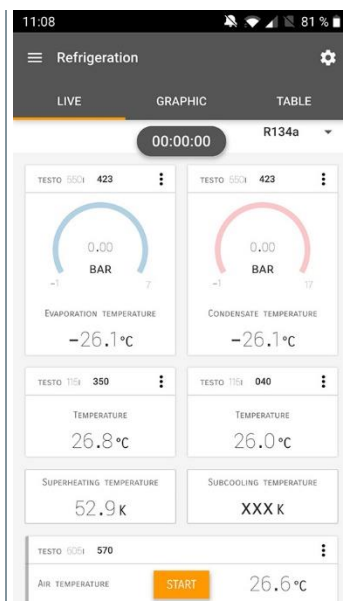 11:08 81 %
Refrigeration
LIVE GRAPHIC TABLE
00:00:00
R134a
TESTO 550i 423
TESTO 550i 423
0.00
BAR
-1 7
0.00
BAR
-1 17
EVAPORATION TEMPERATURE
-26.1 °C
CONDENSATE TEMPERATURE
-26.1 °C
TESTO 115i 350
TESTO 115i 040
TEMPERATURE
26.8 °C
TEMPERATURE
26.0 °C
SUPERHEATING TEMPERATURE
52.9 K
SUBCOOLING TEMPERATURE
XXX K
TESTO 605i 570
AIR TEMPERATURE START 26.6 °C